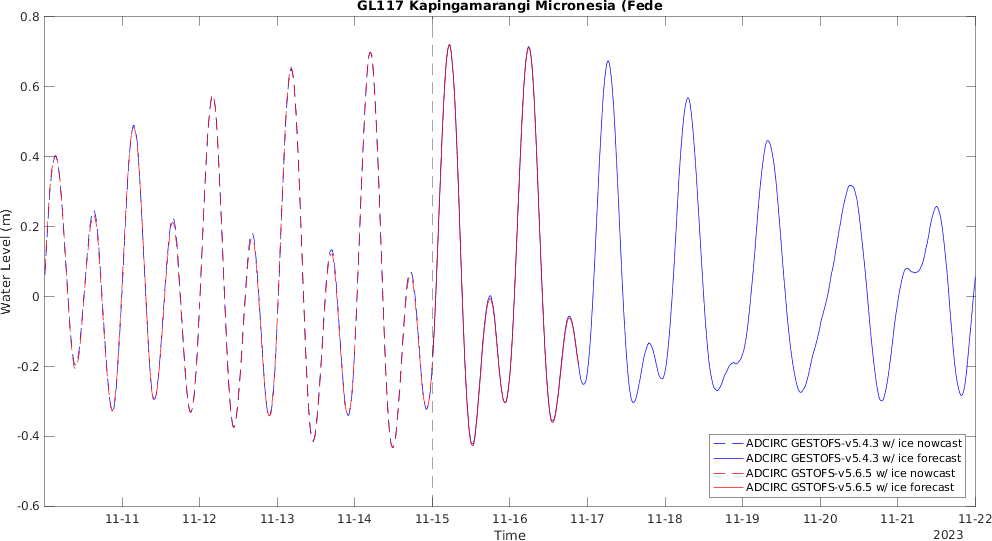 GL117 Kapingamarangi Micronesia (Fede
0.8
0.6
0.4
0.2
0
-0.2
-0.4
-0.6
Water Level (m)
ADCIRC GESTOFS-v5.4.3 w/ ice nowcast
ADCIRC GESTOFS-v5.4.3 w/ ice forecast
ADCIRC GSTOFS-v5.6.5 w/ ice nowcast
ADCIRC GSTOFS-v5.6.5 w/ ice forecast
11-11 11-12 11-13 11-14 11-15 11-16 11-17 11-18 11-19 11-20 11-21 11-22
Time
2023